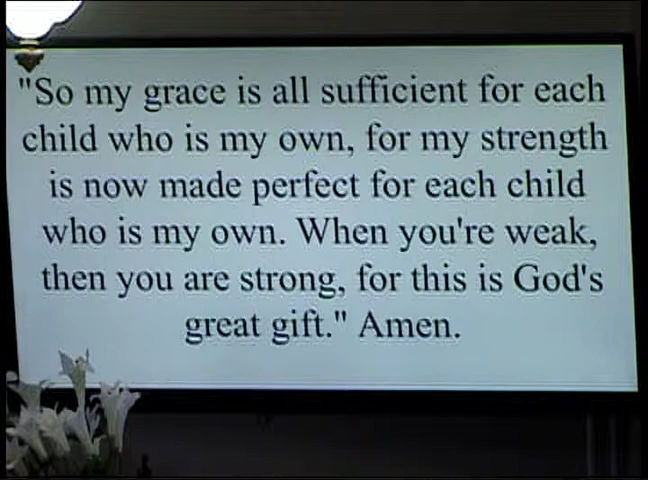 "So my grace is all sufficient for each
child who is my own, for my strength
is now made perfect for each child
who is my own. When you're weak,
then you are strong, for this is God's
great gift." Amen.